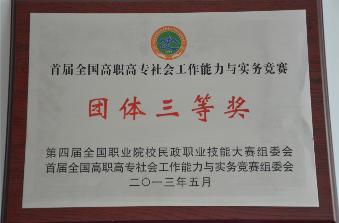 首届全国高职高专社会工作能力与实务竞赛
团体三等奖
第四届全国职业院校民政职业技能大赛组委会
首届全国高职高专社会工作能力与实务竞赛组委会
二〇一三年五月